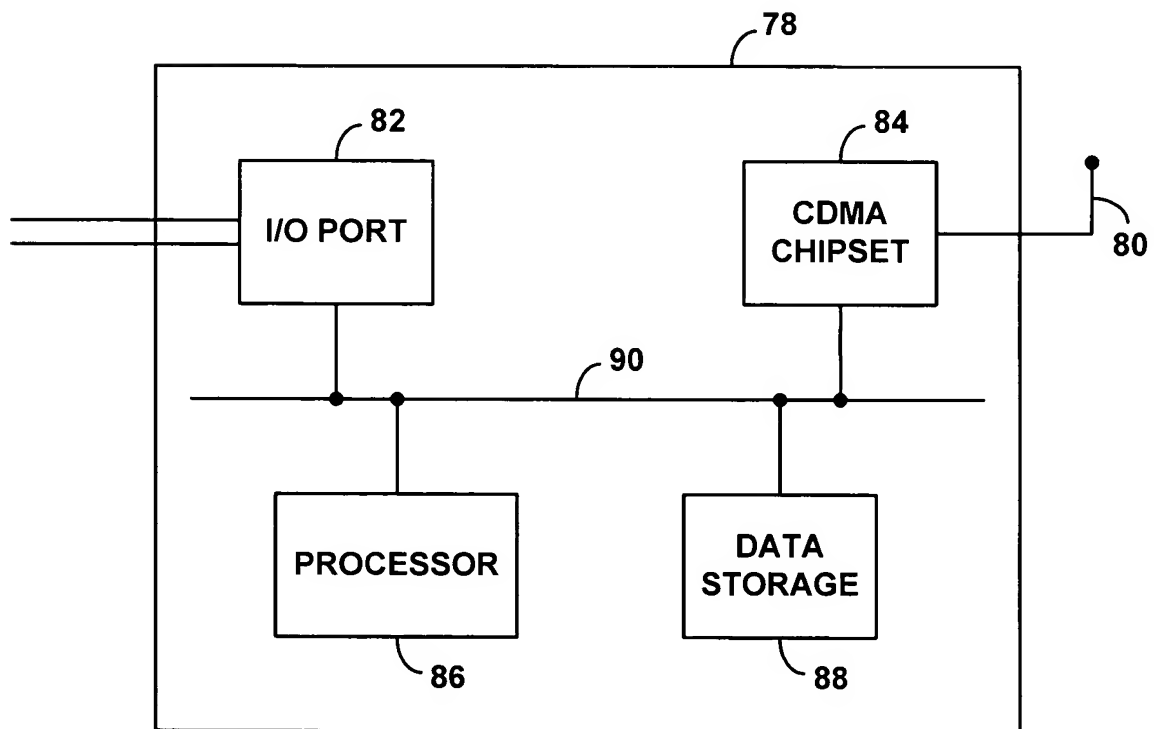 78
82
84
I/O PORT
CDMA
CHIPSET
80
90
PROCESSOR
DATA
STORAGE
86
88